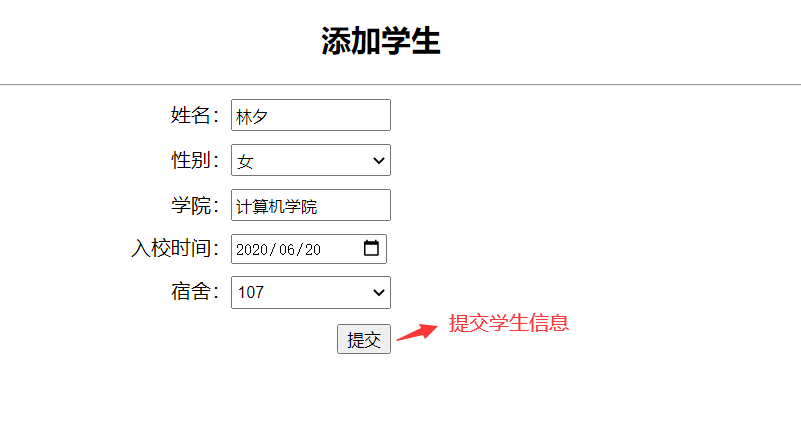 添加学生
姓名： 林夕
性别： 女
学院： 计算机学院
入校时间： 2020/06/20
宿舍： 107
提交 提交学生信息